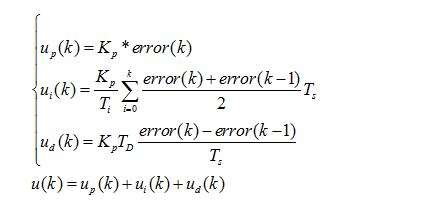 u_p(k) = K_p * error(k)
u_i(k) = \frac{K_p}{T_i} \sum_{i=0}^{k} \frac{error(k) + error(k-1)}{2} T_s
u_d(k) = K_p T_D \frac{error(k) - error(k-1)}{T_s}
u(k) = u_p(k) + u_i(k) + u_d(k)